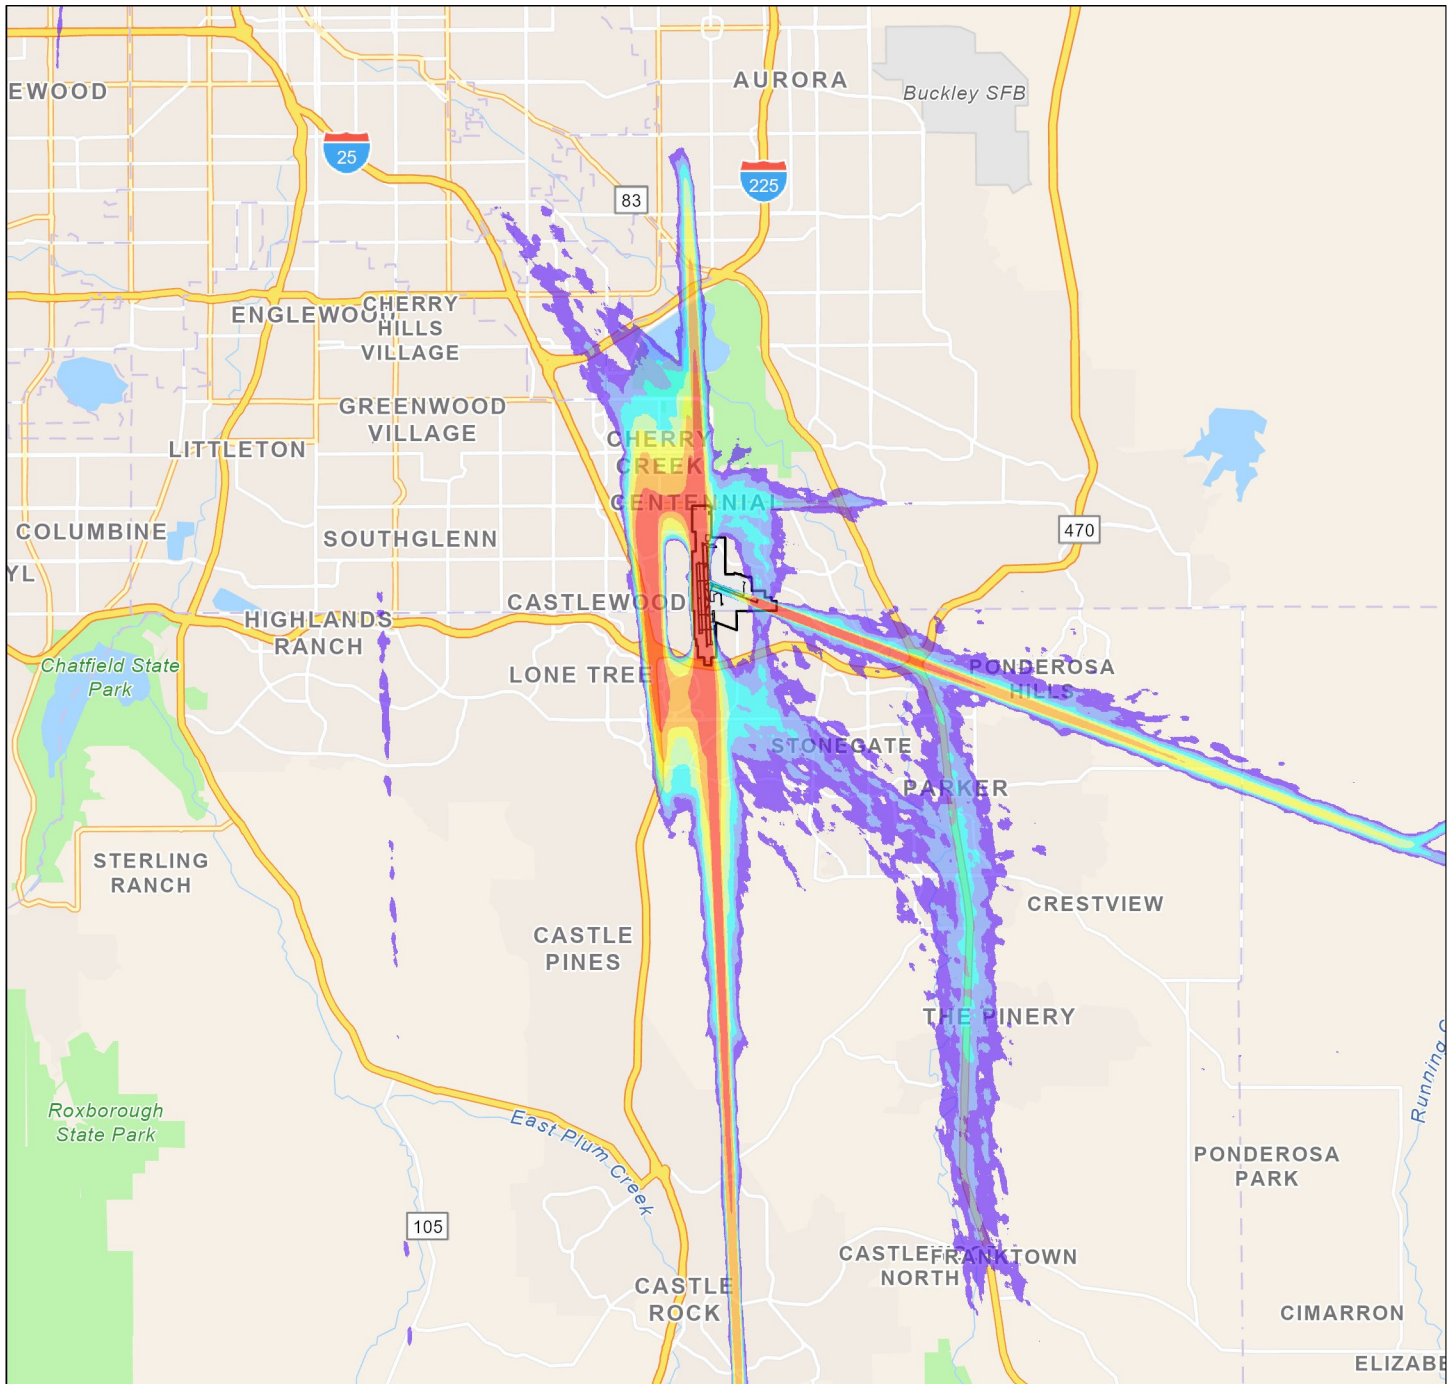 AURORA
EWOOD
Buckley SFB
25
225
83
ENGLEWOOD
CHERRY
HILLS
VILLAGE
GREENWOOD
VILLAGE
LITTLETON
CHERRY
CREEK
CENTENNIAL
COLUMBINE
SOUTHGLENN
470
YL
CASTLEWOOD
HIGHLANDS
RANCH
Chatfield State
Park
LONE TREE
PONDEROSA
HILLS
STONEGATE
PARKER
STERLING
RANCH
CRESTVIEW
CASTLE
PINES
THE PINERY
Running C
Roxborough
State Park
East Plum Creek
PONDEROSA
PARK
105
CASTLEW
NORTH
FRANKTOWN
CASTLE
ROCK
CIMARRON
ELIZABE